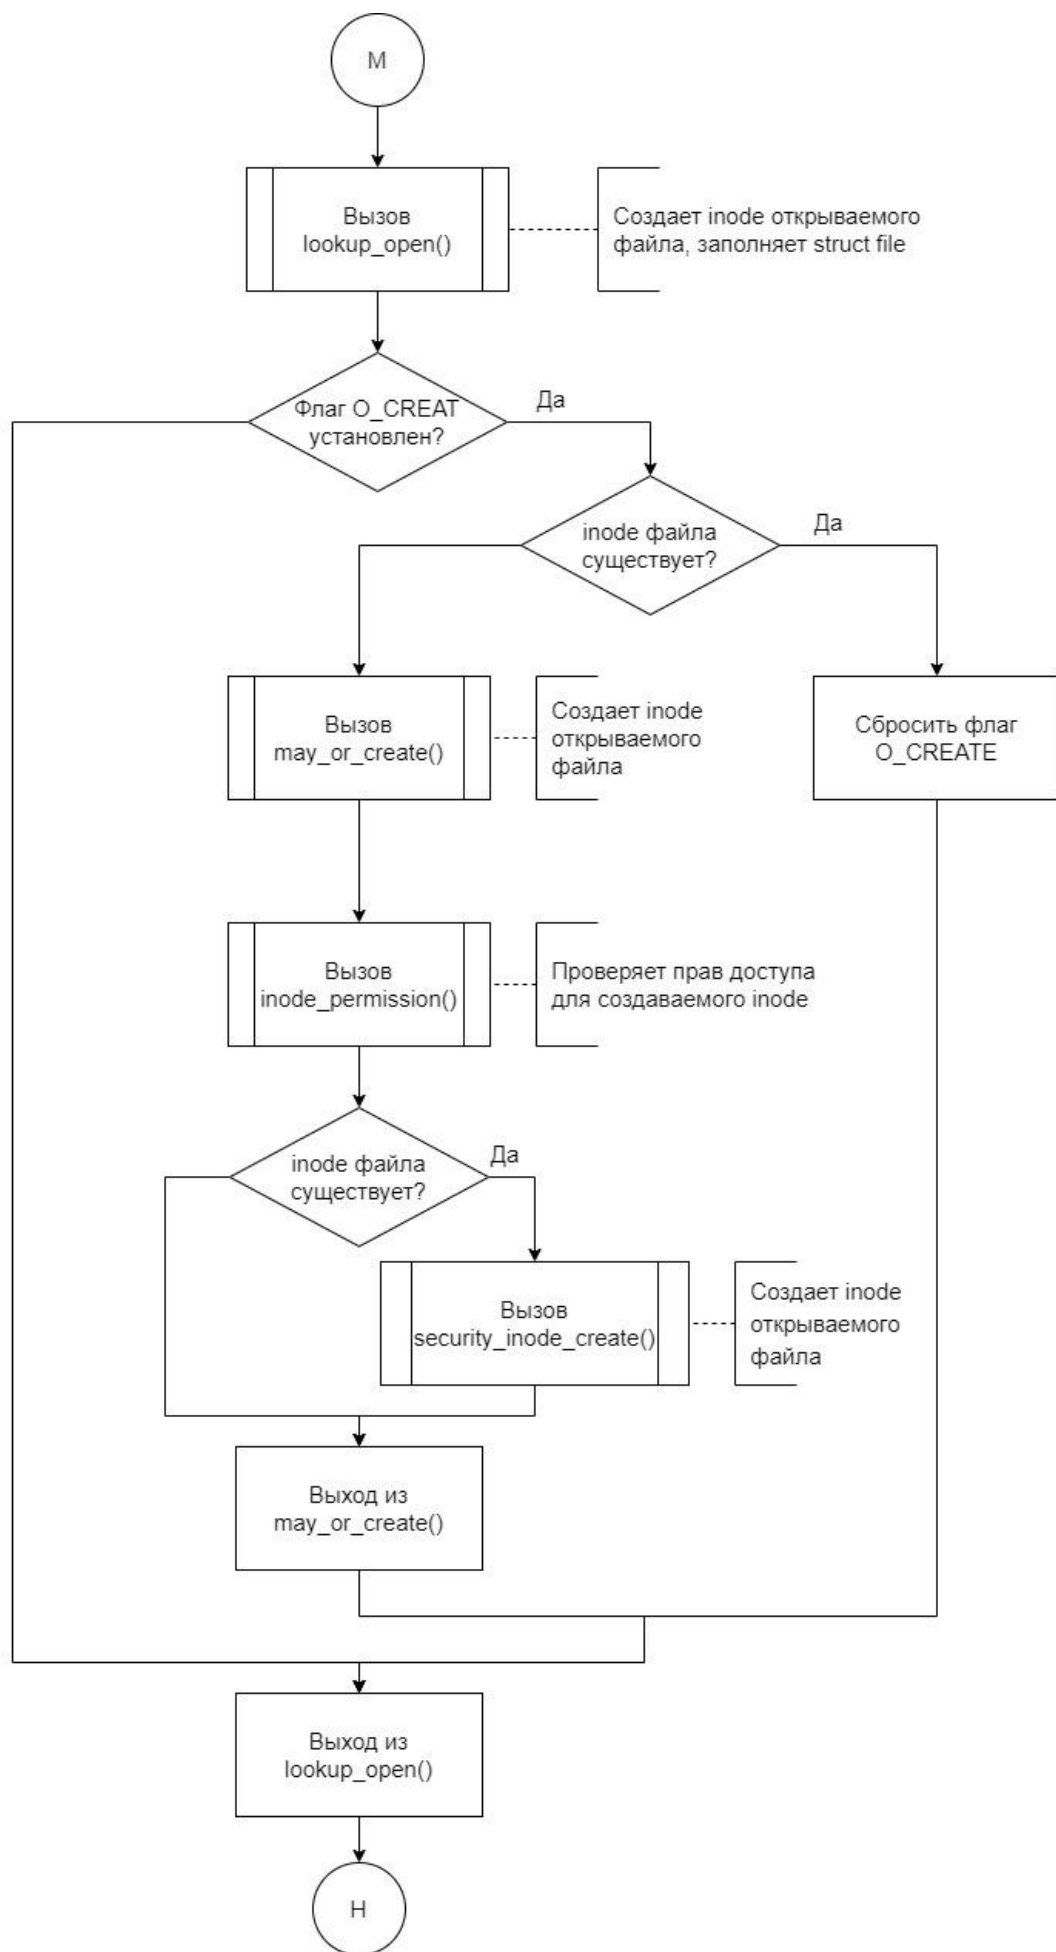 М
Вызов
lookup_open()
Создает inode открываемого
файла, заполняет struct file
Флаг O_CREAT
установлен?
Да
inode файла
существует?
Да
Вызов
may_or_create()
Создает inode
открываемого
файла
Сбросить флаг
O_CREATE
Вызов
inode_permission()
Проверяет прав доступа
для создаваемого inode
inode файла
существует?
Да
Вызов
security_inode_create()
Создает inode
открываемого
файла
Выход из
may_or_create()
Выход из
lookup_open()
Н